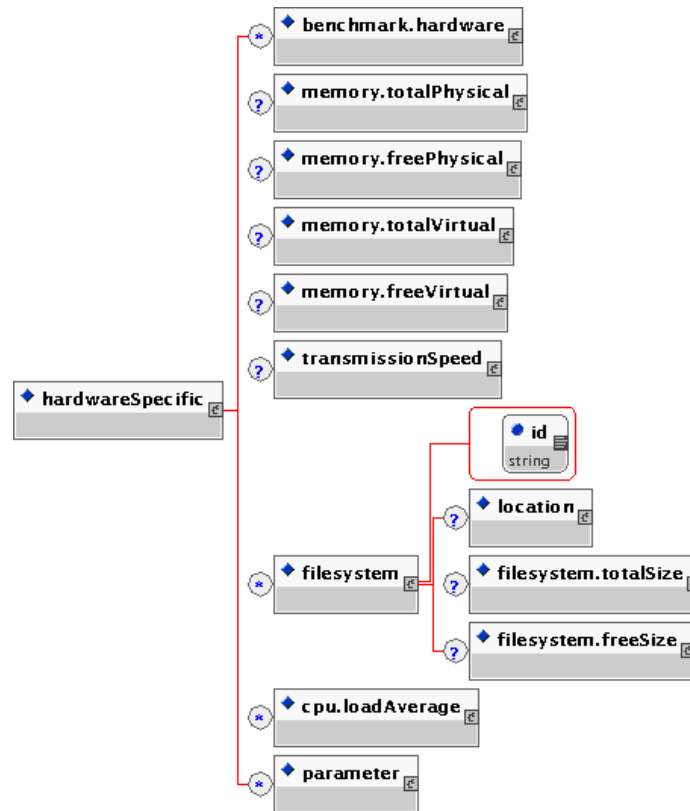 * benchmark.hardware
? memory.totalPhysical
? memory.freePhysical
? memory.totalVirtual
? memory.freeVirtual
? transmissionSpeed
hardwareSpecific
id
string
? location
* filesystem
? filesystem.totalSize
? filesystem.freeSize
* cpu.loadAverage
* parameter